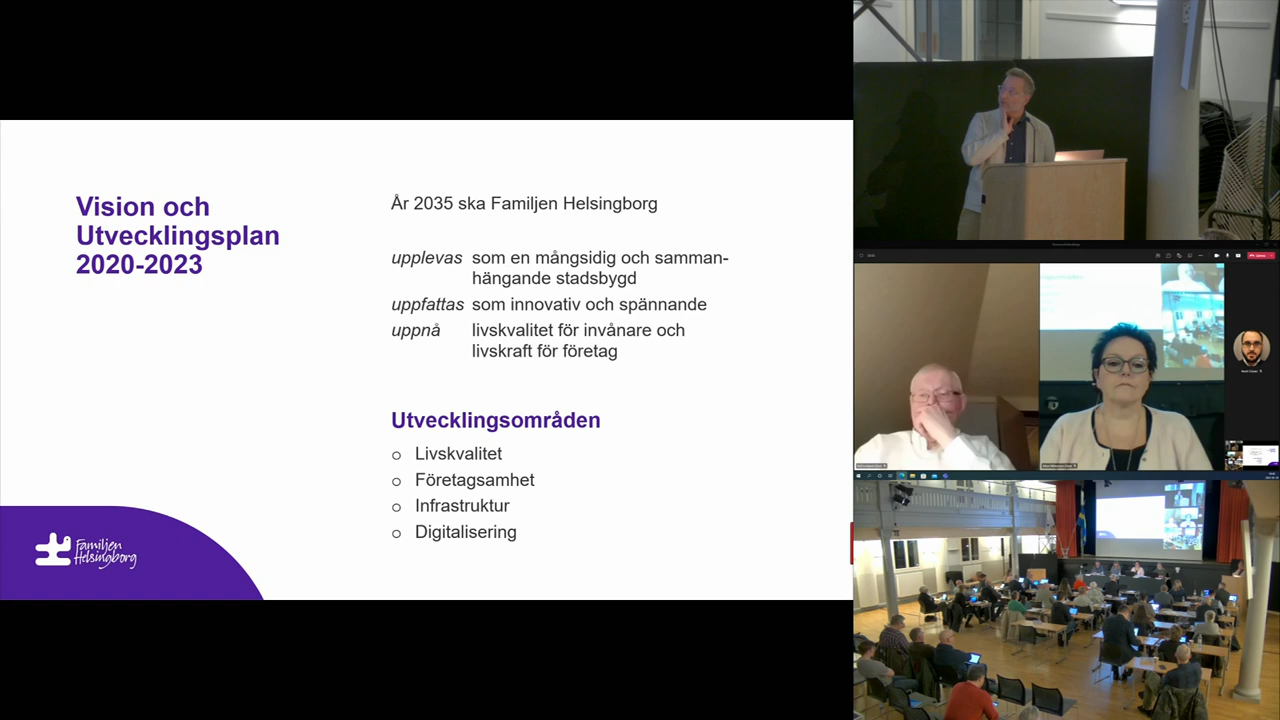 Vision och
Utvecklingsplan
2020-2023
År 2035 ska Familjen Helsingborg
upplevas som en mångsidig och samman-
hängande stadsbygd
uppfattas som innovativ och spännande
uppnå livskvalitet för invånare och
livskraft för företag
Utvecklingsområden
o Livskvalitet
o Företagsamhet
o Infrastruktur
o Digitalisering
Familjen
Helsingborg